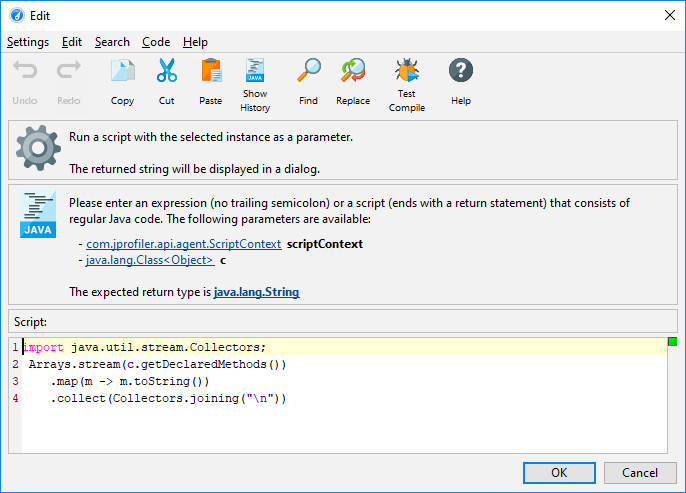 Edit
Settings Edit Search Code Help
Undo Redo Copy Cut Paste Show History Find Replace Test Compile Help
JAVA
Run a script with the selected instance as a parameter.
The returned string will be displayed in a dialog.
JAVA
Please enter an expression (no trailing semicolon) or a script (ends with a return statement) that consists of
regular Java code. The following parameters are available:
- com.jprofiler.api.agent.ScriptContext scriptContext
- java.lang.Class<Object> c
The expected return type is java.lang.String
Script:
1 import java.util.stream.Collectors;
2 Arrays.stream(c.getDeclaredMethods())
3 .map(m -> m.toString())
4 .collect(Collectors.joining("\n"))
OK Cancel